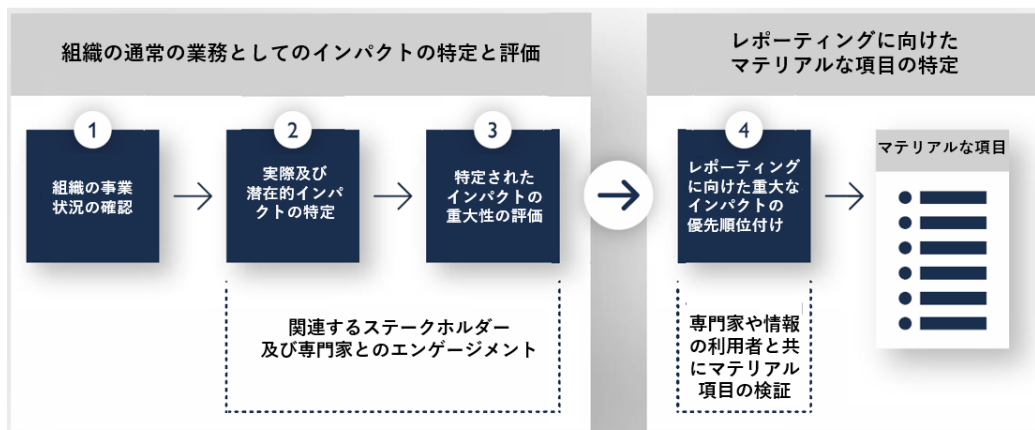 組織の通常の業務としてのインパクトの特定と評価
レポーティングに向けた
マテリアルな項目の特定
1
組織の事業
状況の確認
2
実際及び
潜在的インパ
クトの特定
3
特定された
インパクトの
重大性の評価
4
レポーティング
に向けた重大な
インパクトの
優先順位付け
マテリアルな項目
関連するステークホルダー
及び専門家とのエンゲージメント
専門家や情報
の利用者と共
にマテリアル
項目の検証